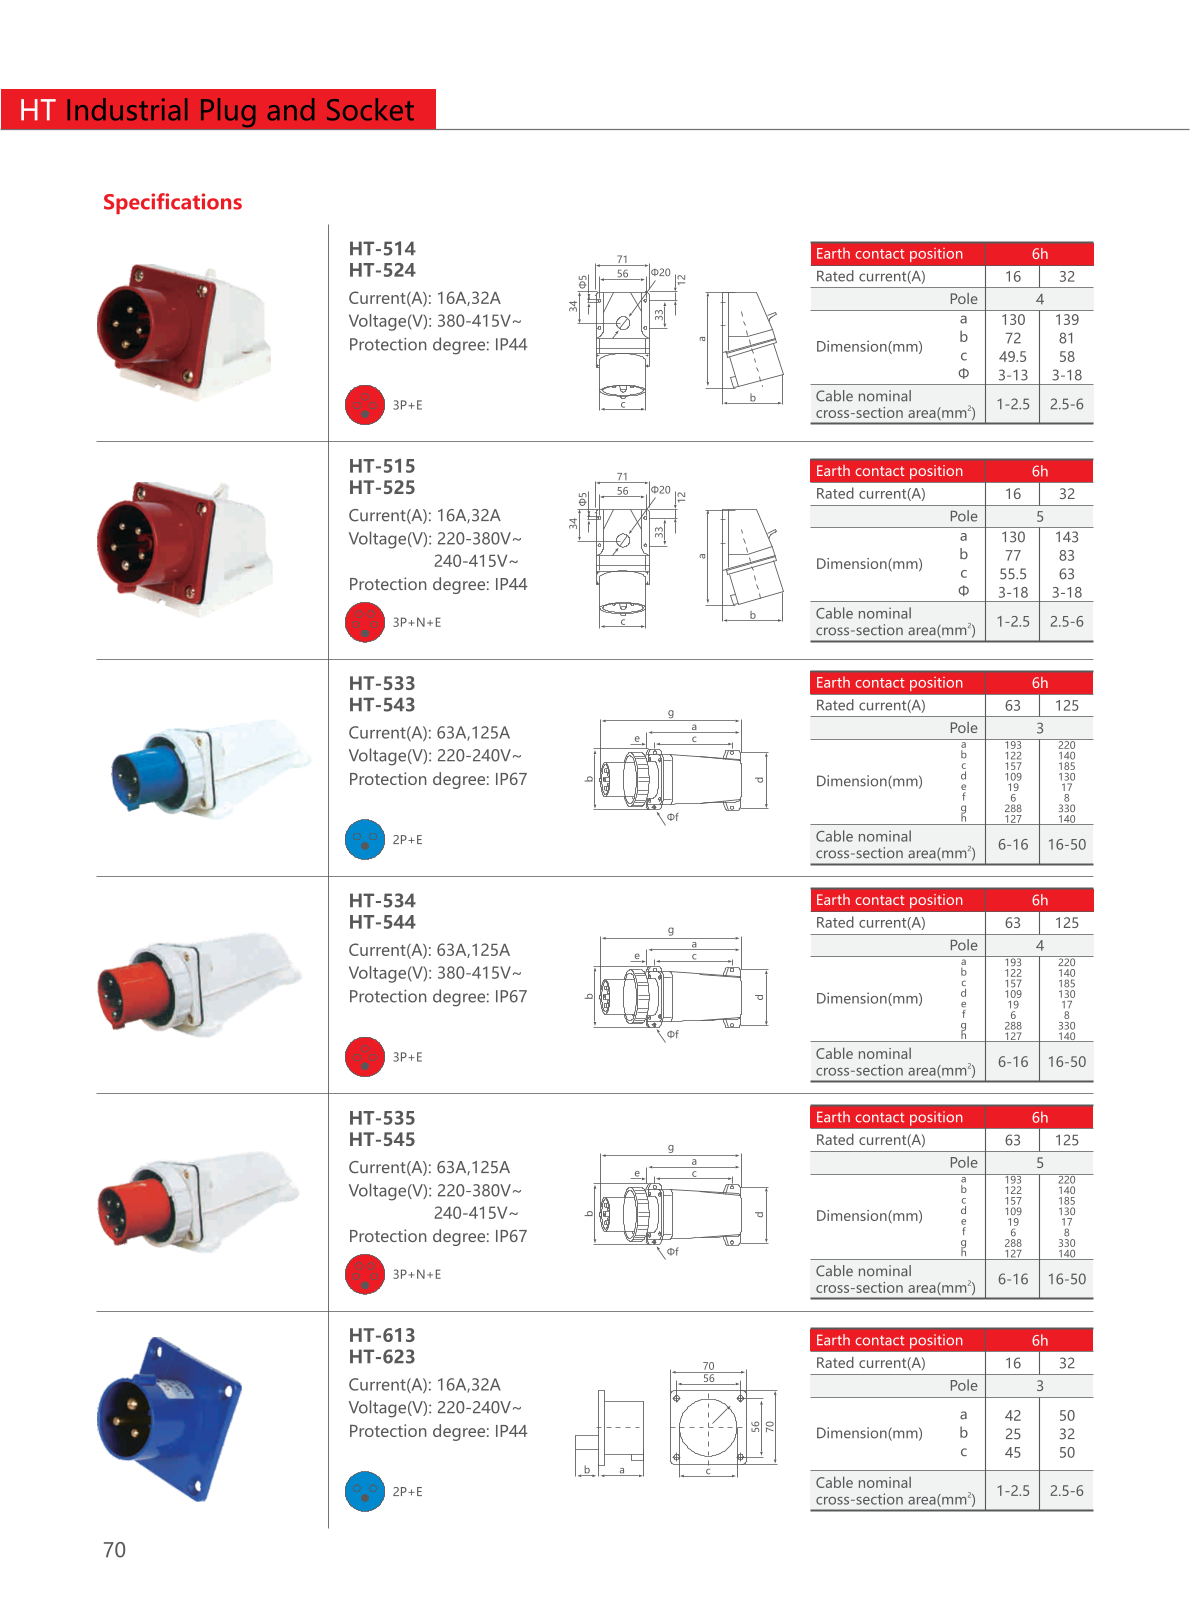 HT Industrial Plug and Socket
Specifications
HT-514
HT-524
Current(A): 16A,32A
Voltage(V): 380-415V~
Protection degree: IP44
3P+E
71
56
Φ20
Φ5
12
34
33
a
c
b
Earth contact position 6h
Rated current(A) 16 32
Pole 4
Dimension(mm)
a 130 139
b 72 81
c 49.5 58
Φ 3-13 3-18
Cable nominal
cross-section area(mm²) 1-2.5 2.5-6
HT-515
HT-525
Current(A): 16A,32A
Voltage(V): 220-380V~
240-415V~
Protection degree: IP44
3P+N+E
71
56
Φ20
Φ5
12
34
33
a
c
b
Earth contact position 6h
Rated current(A) 16 32
Pole 5
Dimension(mm)
a 130 143
b 77 83
c 55.5 63
Φ 3-18 3-18
Cable nominal
cross-section area(mm²) 1-2.5 2.5-6
HT-533
HT-543
Current(A): 63A,125A
Voltage(V): 220-240V~
Protection degree: IP67
2P+E
g
a
e c
b
d
Φf
Earth contact position 6h
Rated current(A) 63 125
Pole 3
Dimension(mm)
a 193 220
b 122 140
c 157 185
d 109 130
e 19 17
f 6 8
g 288 330
h 127 140
Cable nominal
cross-section area(mm²) 6-16 16-50
HT-534
HT-544
Current(A): 63A,125A
Voltage(V): 380-415V~
Protection degree: IP67
3P+E
g
a
e c
b
d
Φf
Earth contact position 6h
Rated current(A) 63 125
Pole 4
Dimension(mm)
a 193 220
b 122 140
c 157 185
d 109 130
e 19 17
f 6 8
g 288 330
h 127 140
Cable nominal
cross-section area(mm²) 6-16 16-50
HT-535
HT-545
Current(A): 63A,125A
Voltage(V): 220-380V~
240-415V~
Protection degree: IP67
3P+N+E
g
a
e c
b
d
Φf
Earth contact position 6h
Rated current(A) 63 125
Pole 5
Dimension(mm)
a 193 220
b 122 140
c 157 185
d 109 130
e 19 17
f 6 8
g 288 330
h 127 140
Cable nominal
cross-section area(mm²) 6-16 16-50
HT-613
HT-623
Current(A): 16A,32A
Voltage(V): 220-240V~
Protection degree: IP44
2P+E
70
56
56
70
b a c
Earth contact position 6h
Rated current(A) 16 32
Pole 3
Dimension(mm)
a 42 50
b 25 32
c 45 50
Cable nominal
cross-section area(mm²) 1-2.5 2.5-6
70